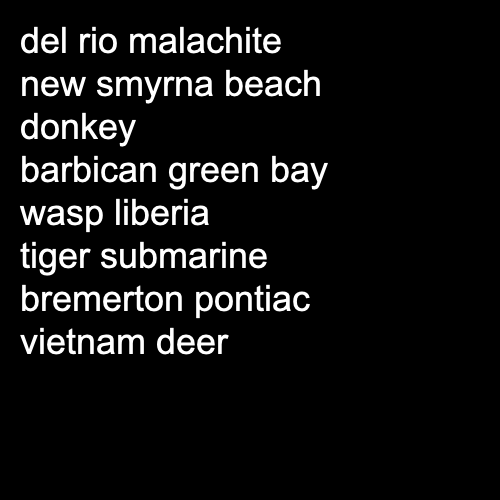 del rio malachite
new smyrna beach
donkey
barbican green bay
wasp liberia
tiger submarine
bremerton pontiac
vietnam deer